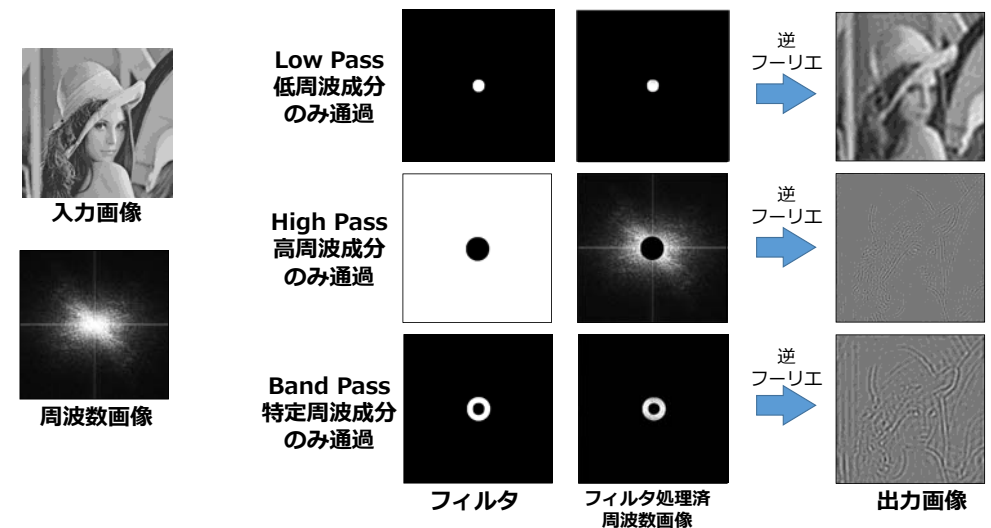 入力画像
周波数画像
Low Pass
低周波成分
のみ通過
逆
フーリエ
High Pass
高周波成分
のみ通過
逆
フーリエ
Band Pass
特定周波成分
のみ通過
逆
フーリエ
フィルタ
フィルタ処理済
周波数画像
出力画像